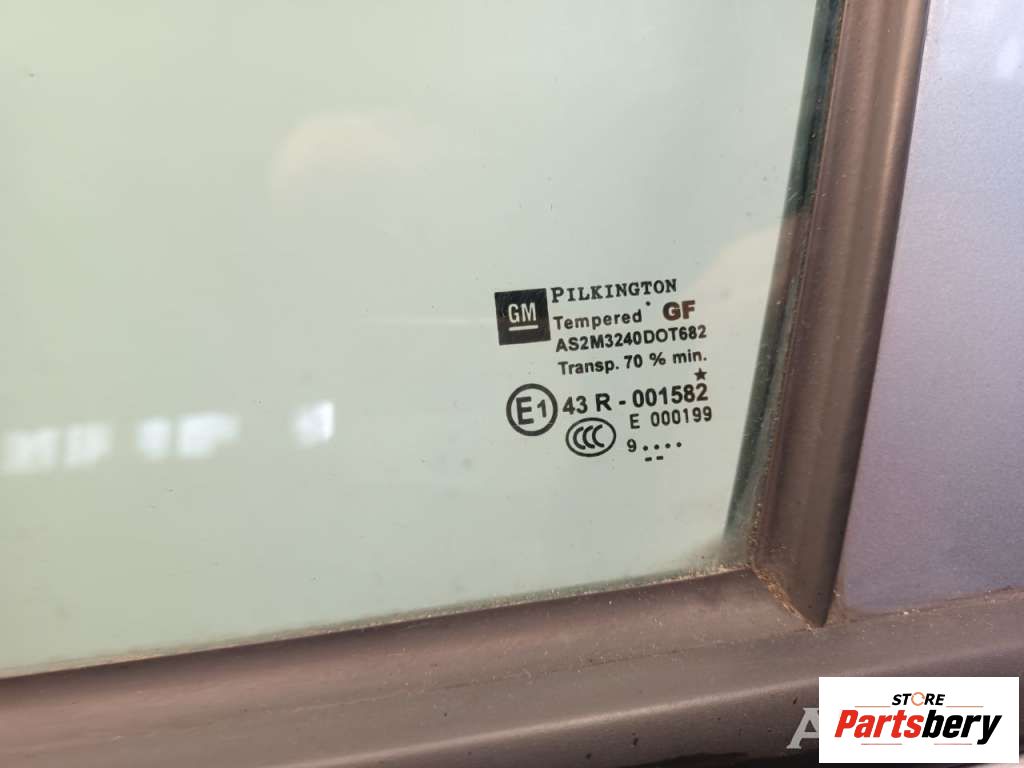 GM
PILKINGTON
Tempered GF
AS2M3240DOT682
Transp. 70 % min.
E1 43 R - 001582
E 000199
CCC
9....
--
STORE
Partsbery
A